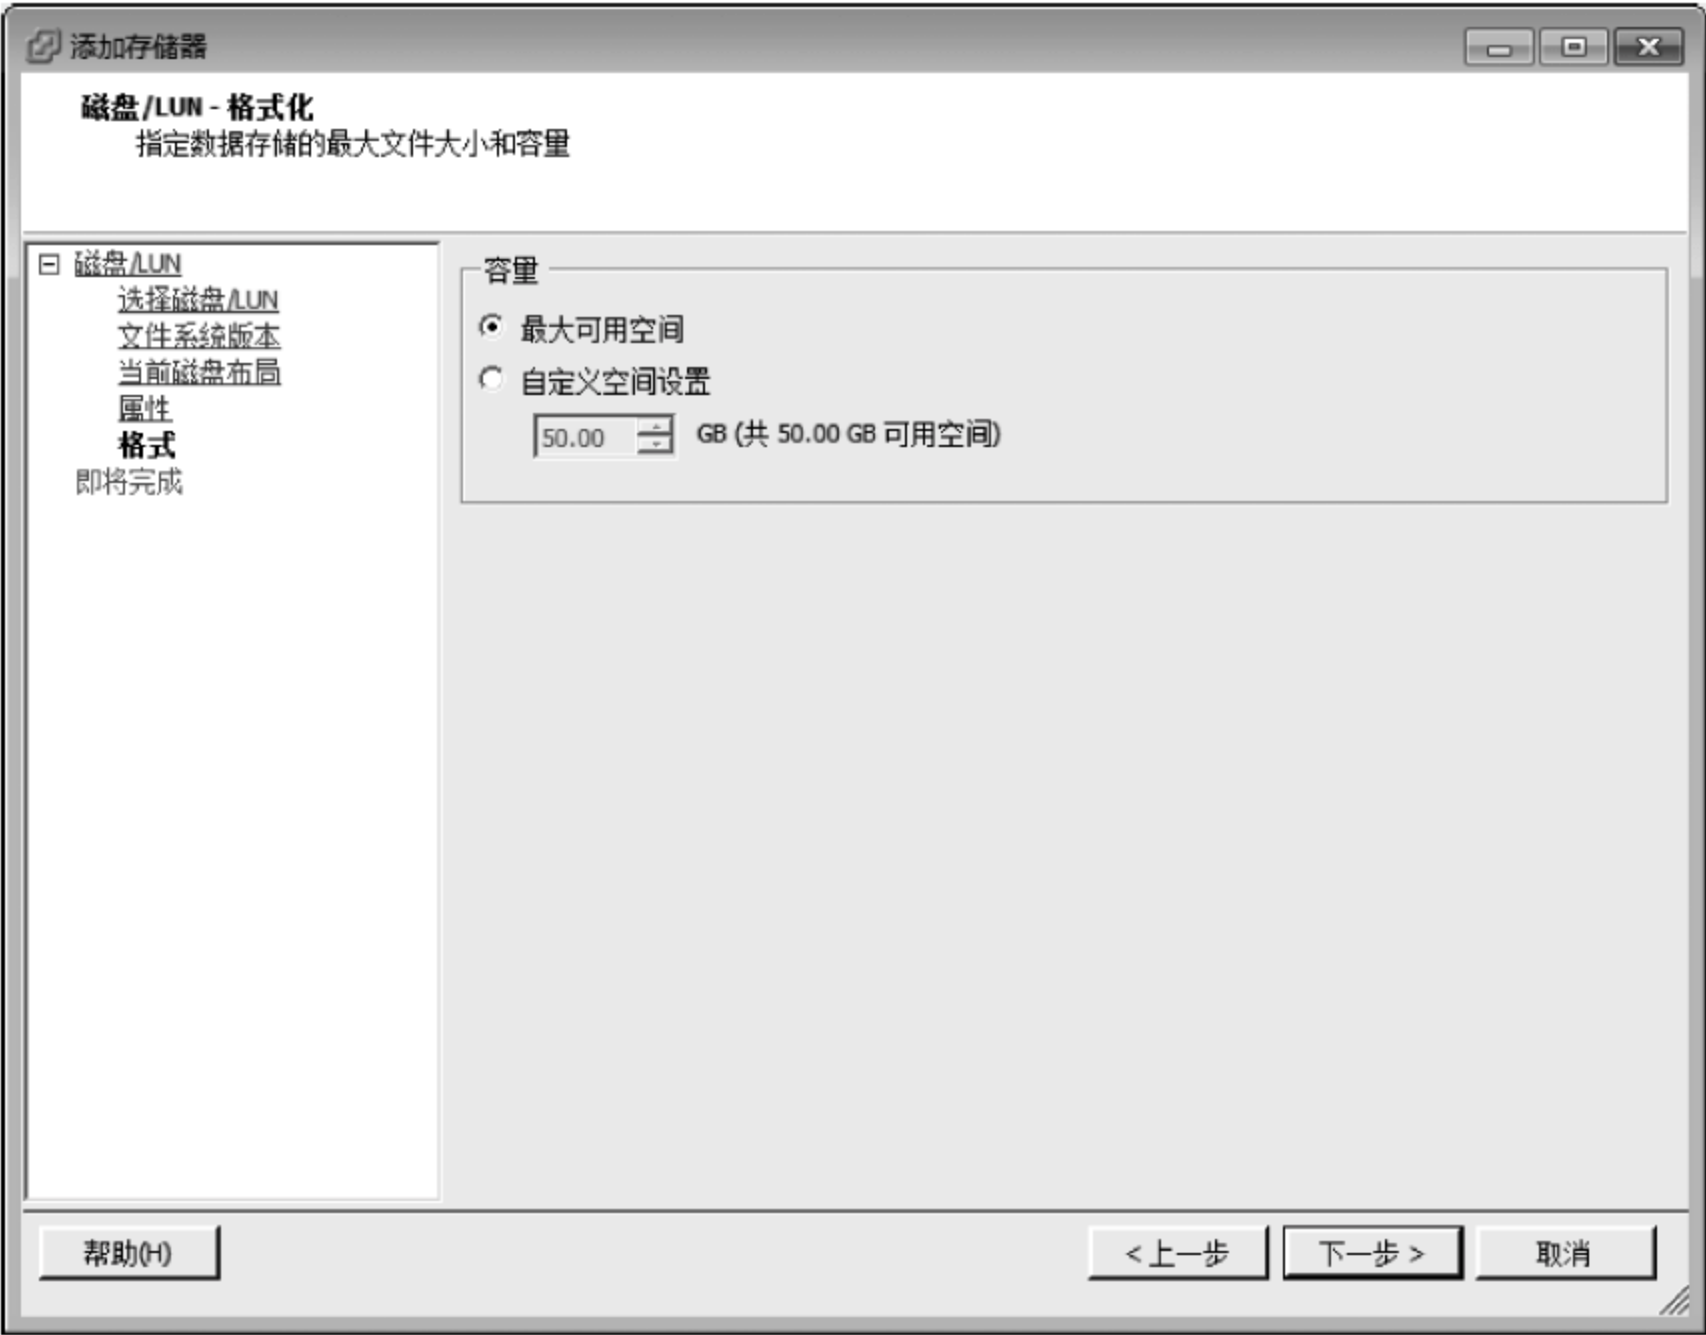 添加存储器
磁盘/LUN - 格式化
指定数据存储的最大文件大小和容量
磁盘/LUN
选择磁盘/LUN
文件系统版本
当前磁盘布局
属性
格式
即将完成
容量
最大可用空间
自定义空间设置
50.00 GB (共 50.00 GB 可用空间)
帮助(H) < 上一步 下一步 > 取消